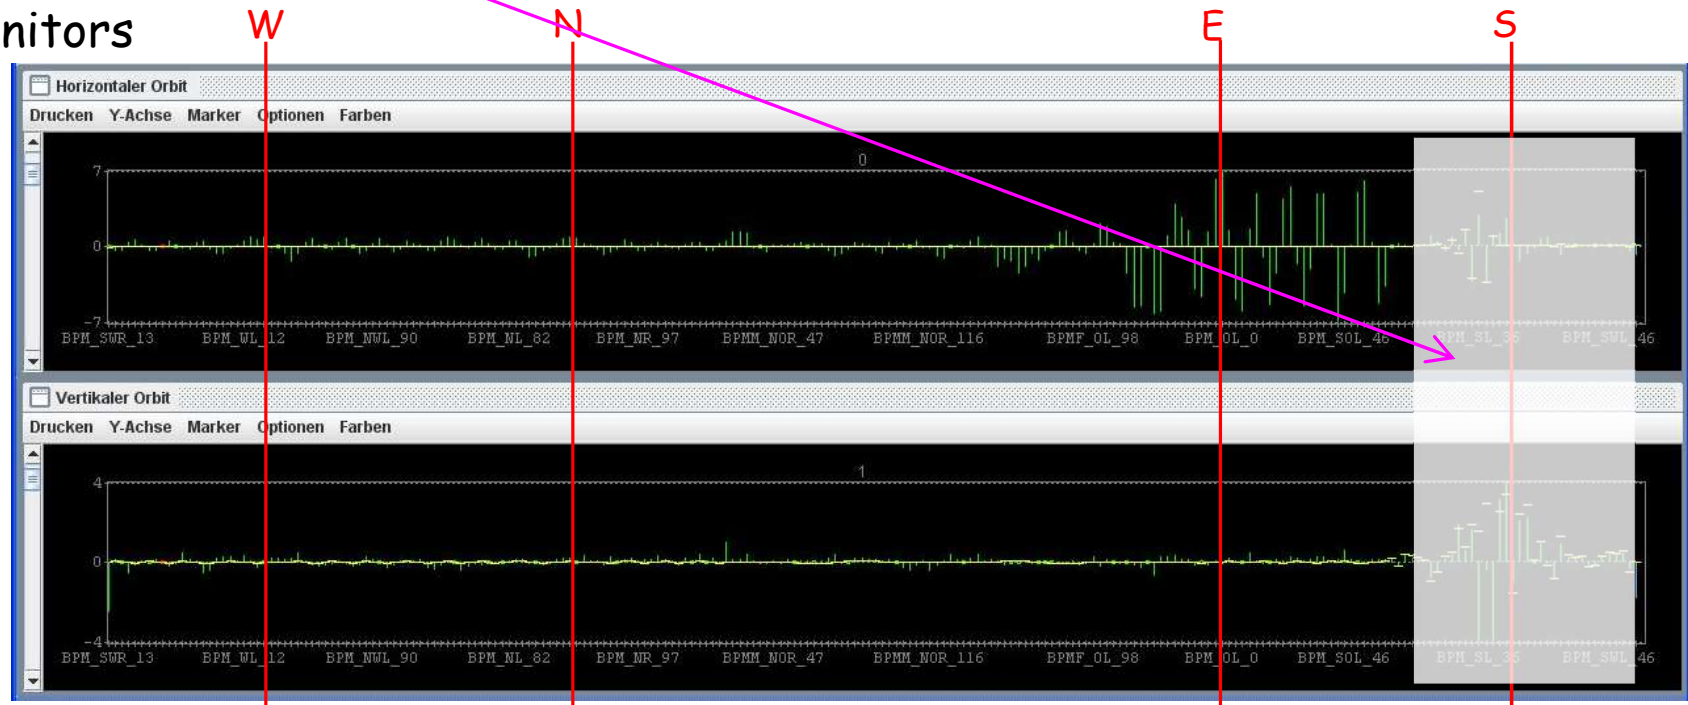 nitors
W N E S
Horizontaler Orbit
Drucken Y-Achse Marker Optionen Farben
0
7
0
-7
BPM_SWR_13 BPM_WL_12 BPM_NWL_90 BPM_NL_82 BPM_NR_97 BPMM_NOR_47 BPMM_NOR_116 BPMF_OL_98 BPM_OL_0 BPM_SOL_46 BPM_SL_36 BPM_SWL_46
Vertikaler Orbit
Drucken Y-Achse Marker Optionen Farben
1
4
0
-4
BPM_SWR_13 BPM_WL_12 BPM_NWL_90 BPM_NL_82 BPM_NR_97 BPMM_NOR_47 BPMM_NOR_116 BPMF_OL_98 BPM_OL_0 BPM_SOL_46 BPM_SL_36 BPM_SWL_46